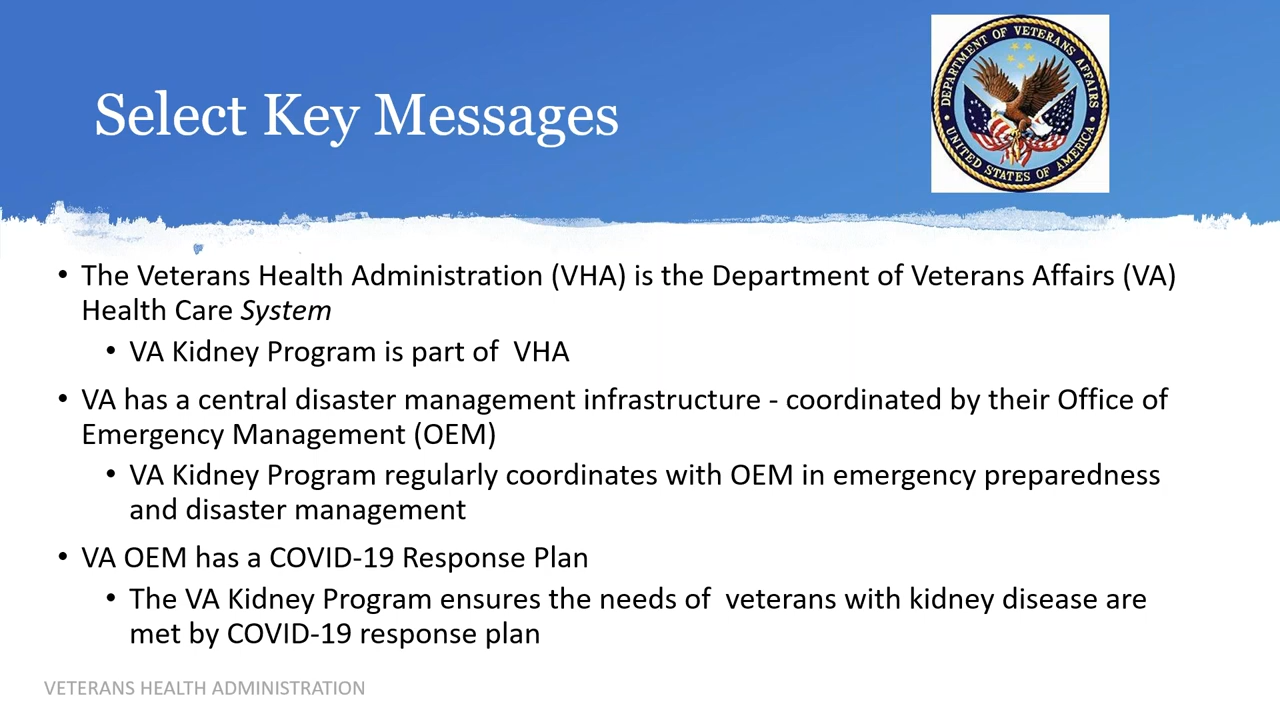 Select Key Messages
DEPARTMENT OF VETERANS AFFAIRS
UNITED STATES OF AMERICA
• The Veterans Health Administration (VHA) is the Department of Veterans Affairs (VA)
Health Care System
• VA Kidney Program is part of  VHA
• VA has a central disaster management infrastructure - coordinated by their Office of
Emergency Management (OEM)
• VA Kidney Program regularly coordinates with OEM in emergency preparedness
and disaster management
• VA OEM has a COVID-19 Response Plan
• The VA Kidney Program ensures the needs of  veterans with kidney disease are
met by COVID-19 response plan
VETERANS HEALTH ADMINISTRATION